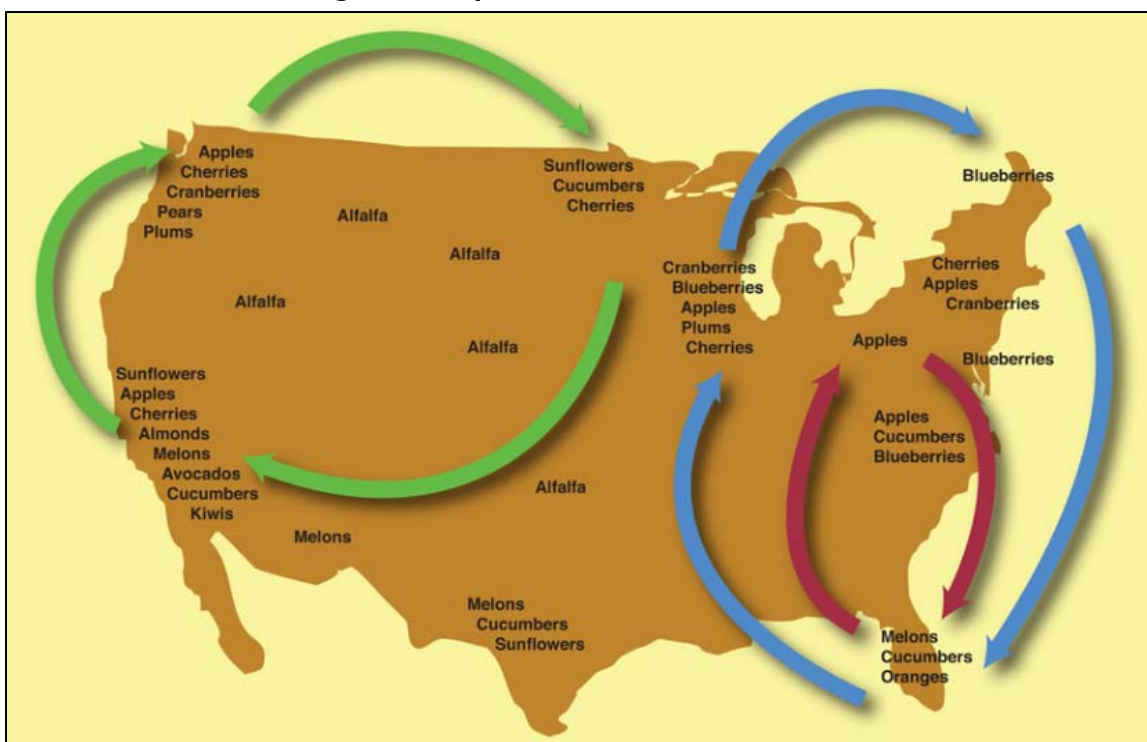 Apples
Cherries
Cranberries
Pears
Plums
Alfalfa
Alfalfa
Alfalfa
Alfalfa
Sunflowers
Cucumbers
Cherries
Cranberries
Blueberries
Apples
Plums
Cherries
Blueberries
Cherries
Apples
Cranberries
Apples
Blueberries
Apples
Cucumbers
Blueberries
Sunflowers
Apples
Cherries
Almonds
Melons
Avocados
Cucumbers
Kiwis
Alfalfa
Melons
Melons
Cucumbers
Sunflowers
Melons
Cucumbers
Oranges